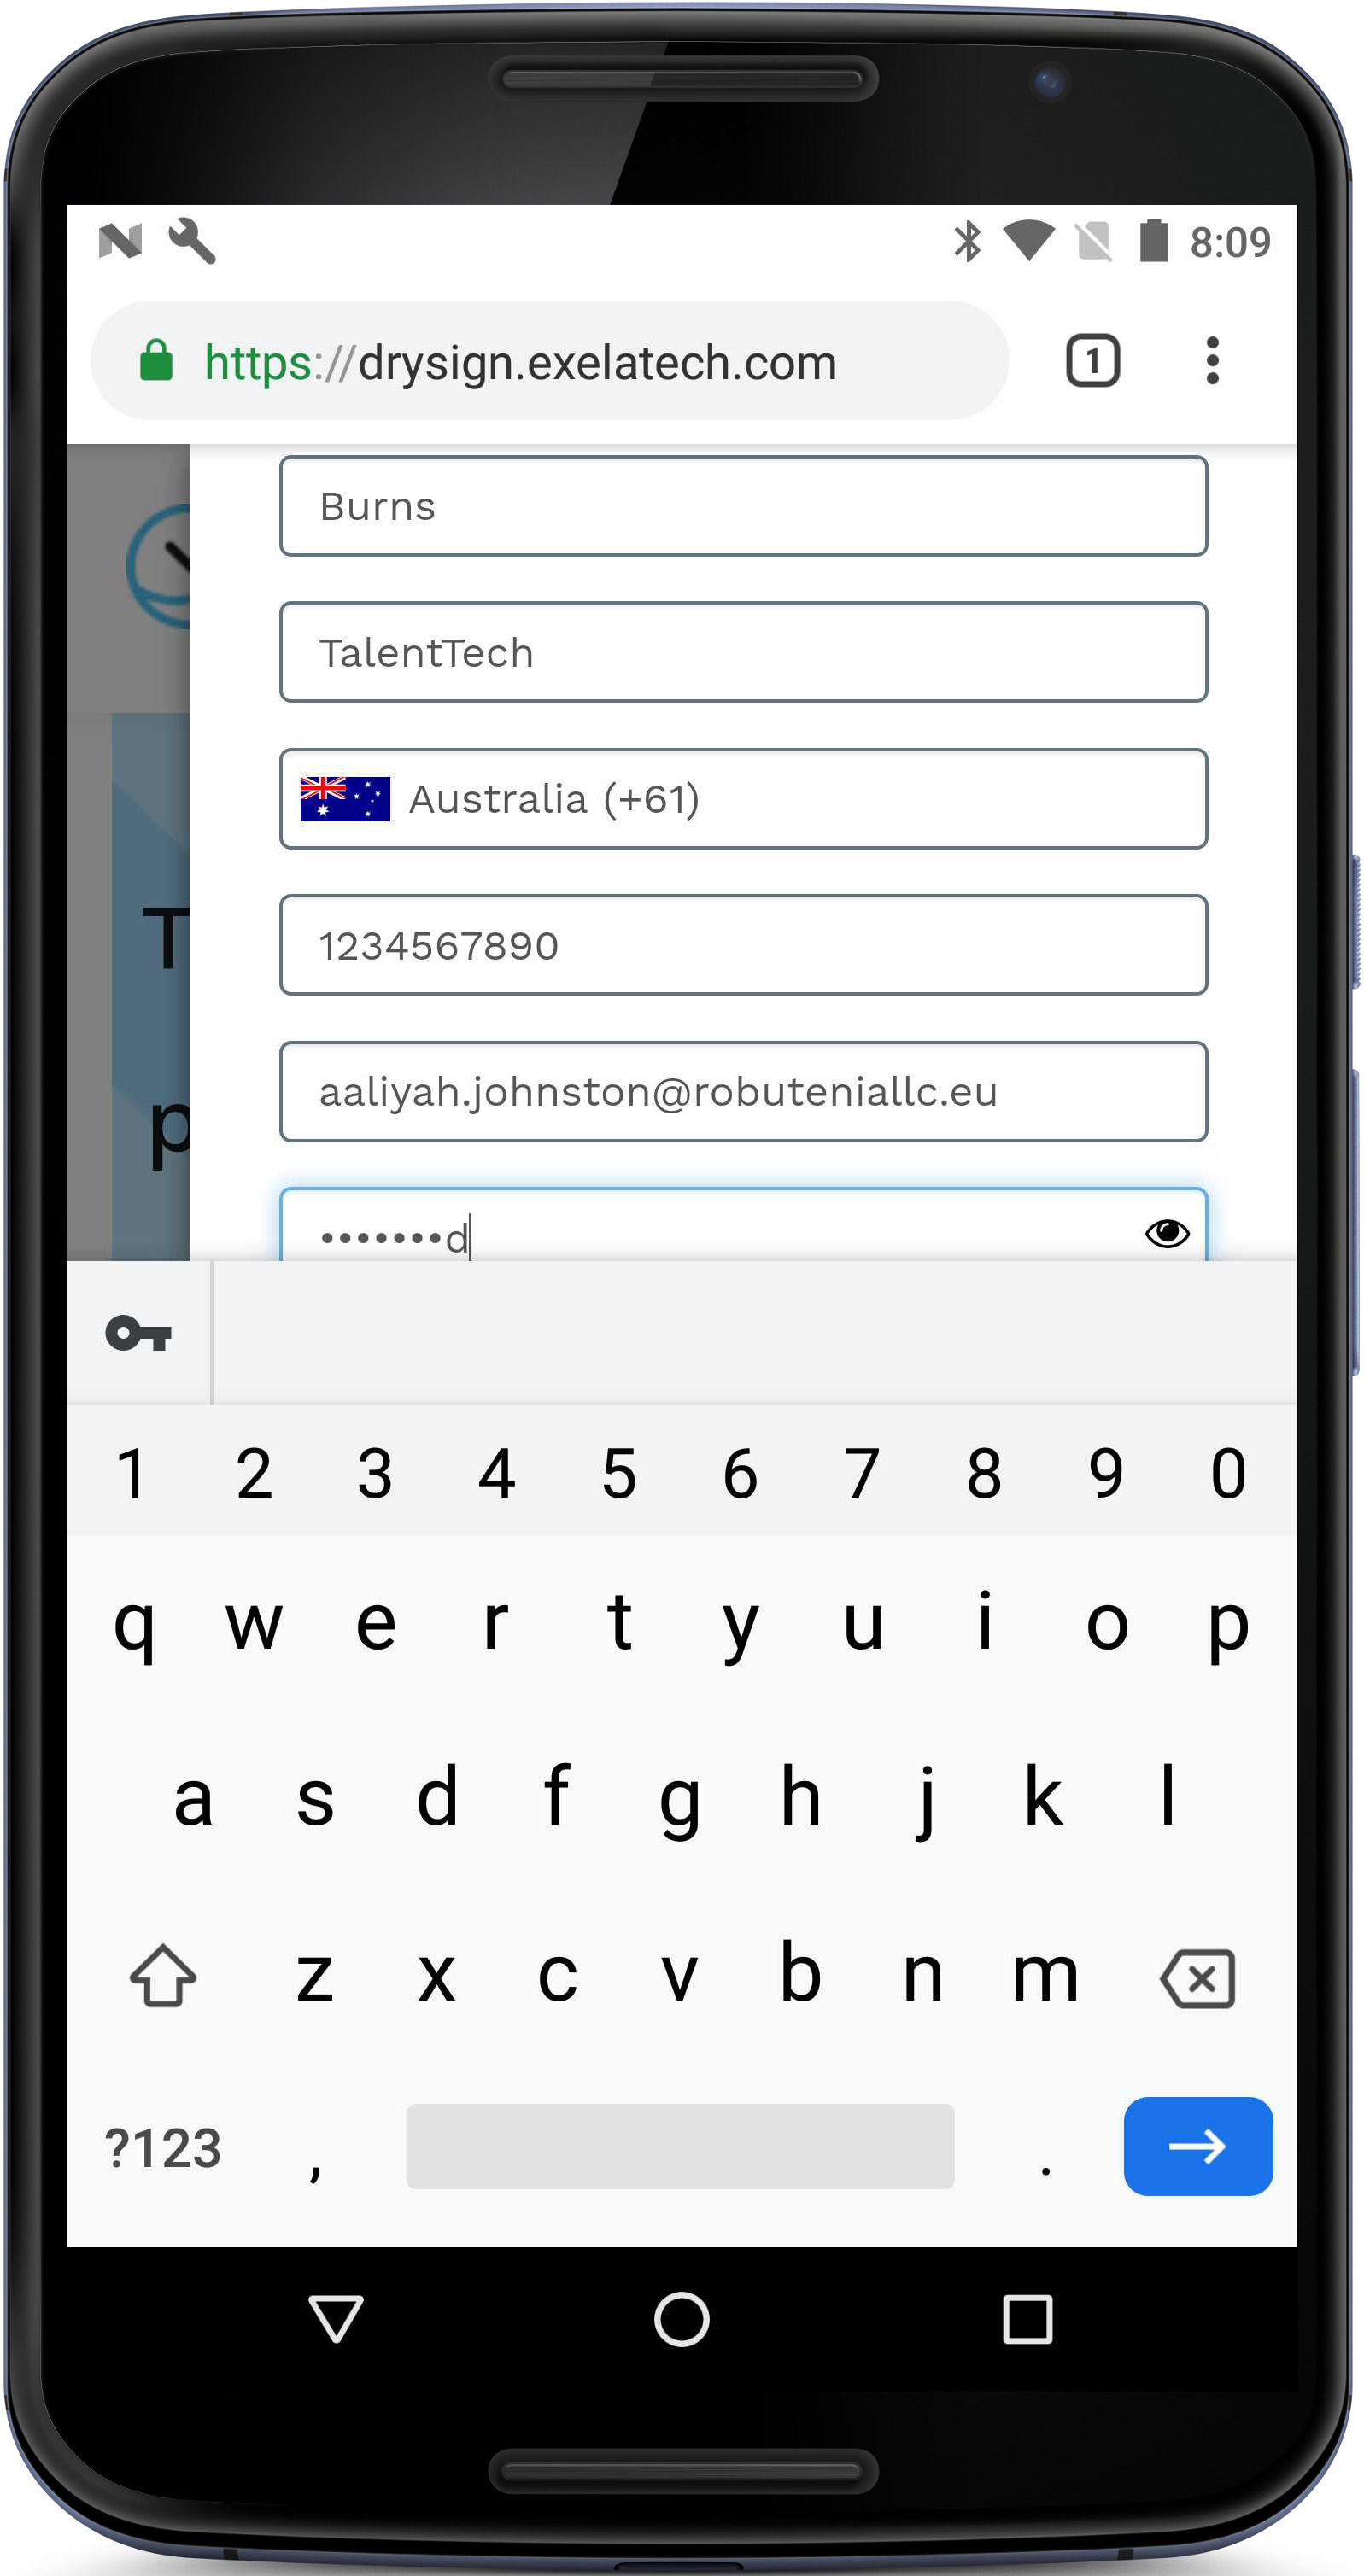 8:09
https://drysign.exelatech.com
1
Burns
TalentTech
Australia (+61)
1234567890
aaliyah.johnston@robuteniallc.eu
•••••••d
T
p
1 2 3 4 5 6 7 8 9 0
q w e r t y u i o p
a s d f g h j k l
z x c v b n m
?123 , .